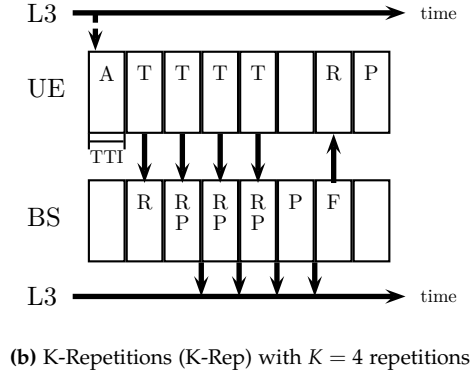 L3 time
UE A T T T T R P
TTI
BS R R R R P F
P P P
L3 time
(b) K-Repetitions (K-Rep) with K = 4 repetitions